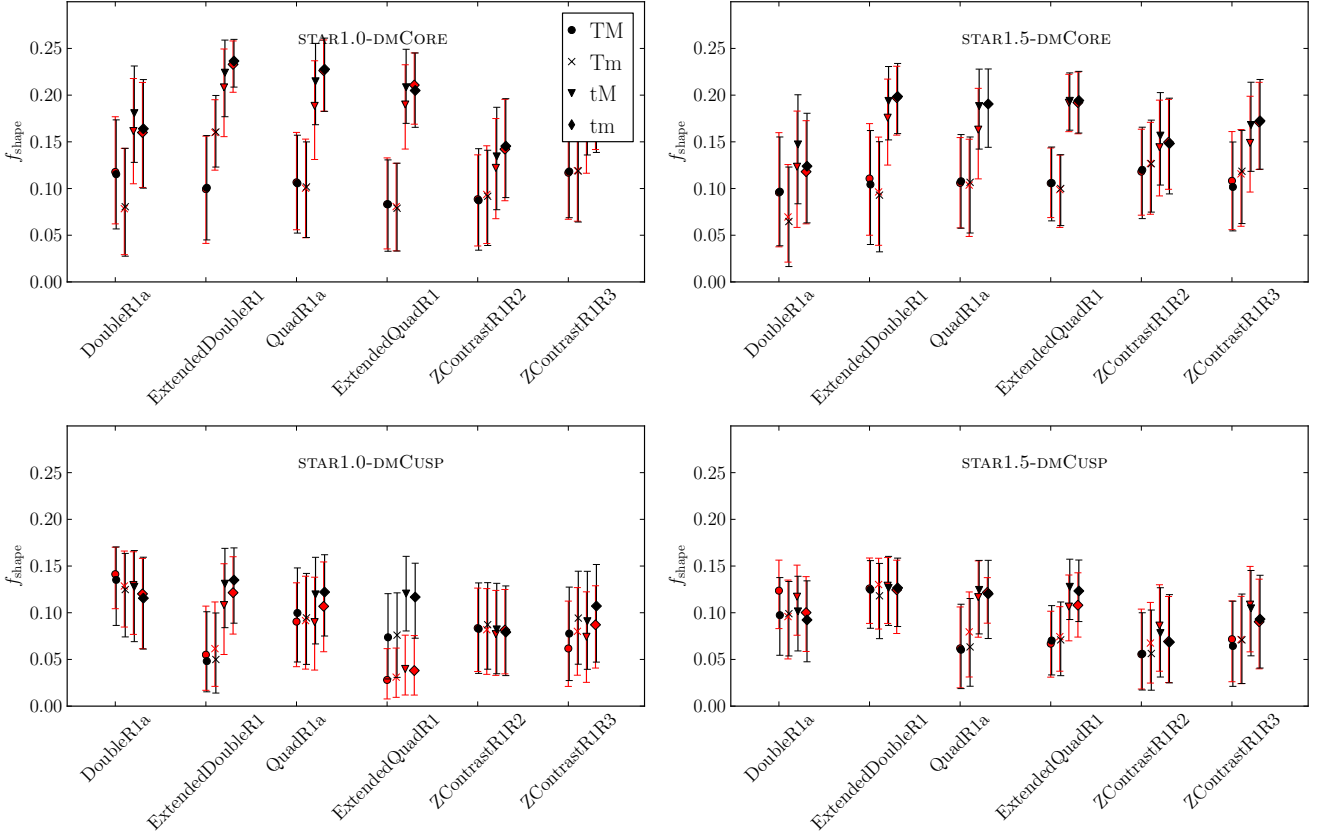 STAR1.0-DMCORE
TM
Tm
tM
tm
f_shape
0.25
0.20
0.15
0.10
0.05
0.00
DoubleR1a
ExtendedDoubleR1
QuadR1a
ExtendedQuadR1
ZContrastR1R2
ZContrastR1R3
STAR1.5-DMCORE
f_shape
0.25
0.20
0.15
0.10
0.05
0.00
DoubleR1a
ExtendedDoubleR1
QuadR1a
ExtendedQuadR1
ZContrastR1R2
ZContrastR1R3
STAR1.0-DMCUSP
f_shape
0.25
0.20
0.15
0.10
0.05
0.00
DoubleR1a
ExtendedDoubleR1
QuadR1a
ExtendedQuadR1
ZContrastR1R2
ZContrastR1R3
STAR1.5-DMCUSP
f_shape
0.25
0.20
0.15
0.10
0.05
0.00
DoubleR1a
ExtendedDoubleR1
QuadR1a
ExtendedQuadR1
ZContrastR1R2
ZContrastR1R3